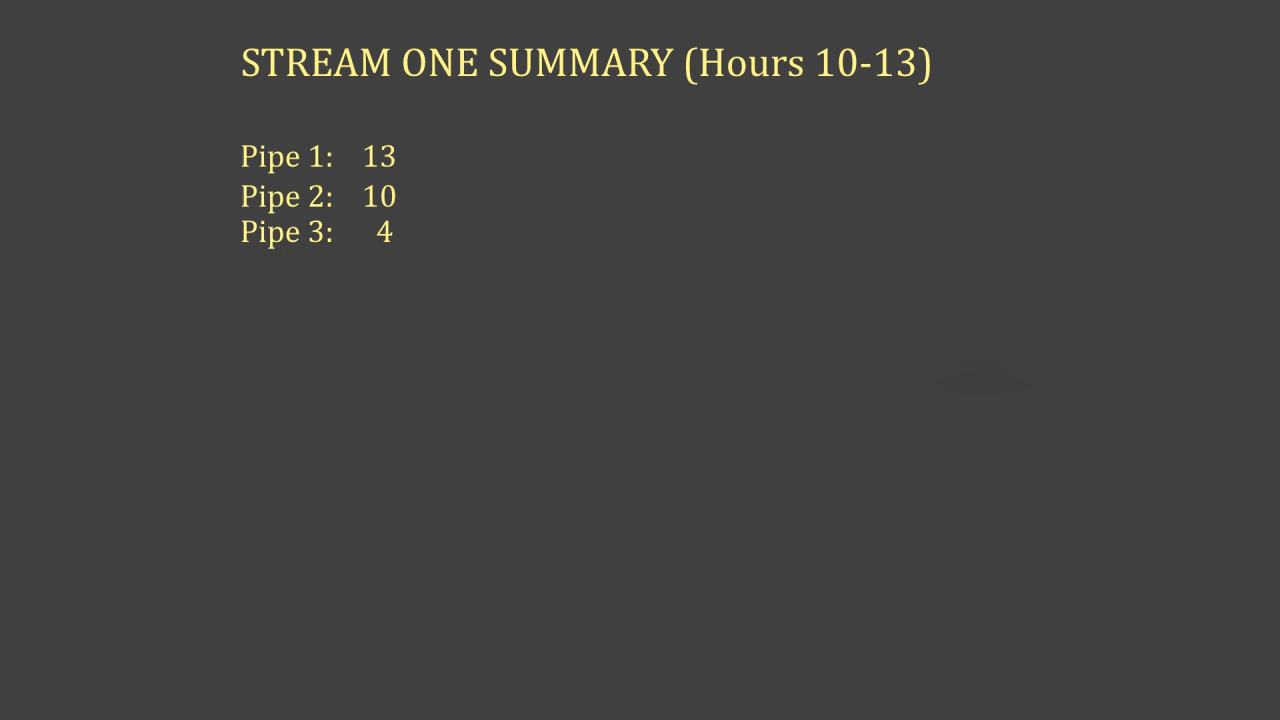 STREAM ONE SUMMARY (Hours 10-13)
Pipe 1: 13
Pipe 2: 10
Pipe 3: 4